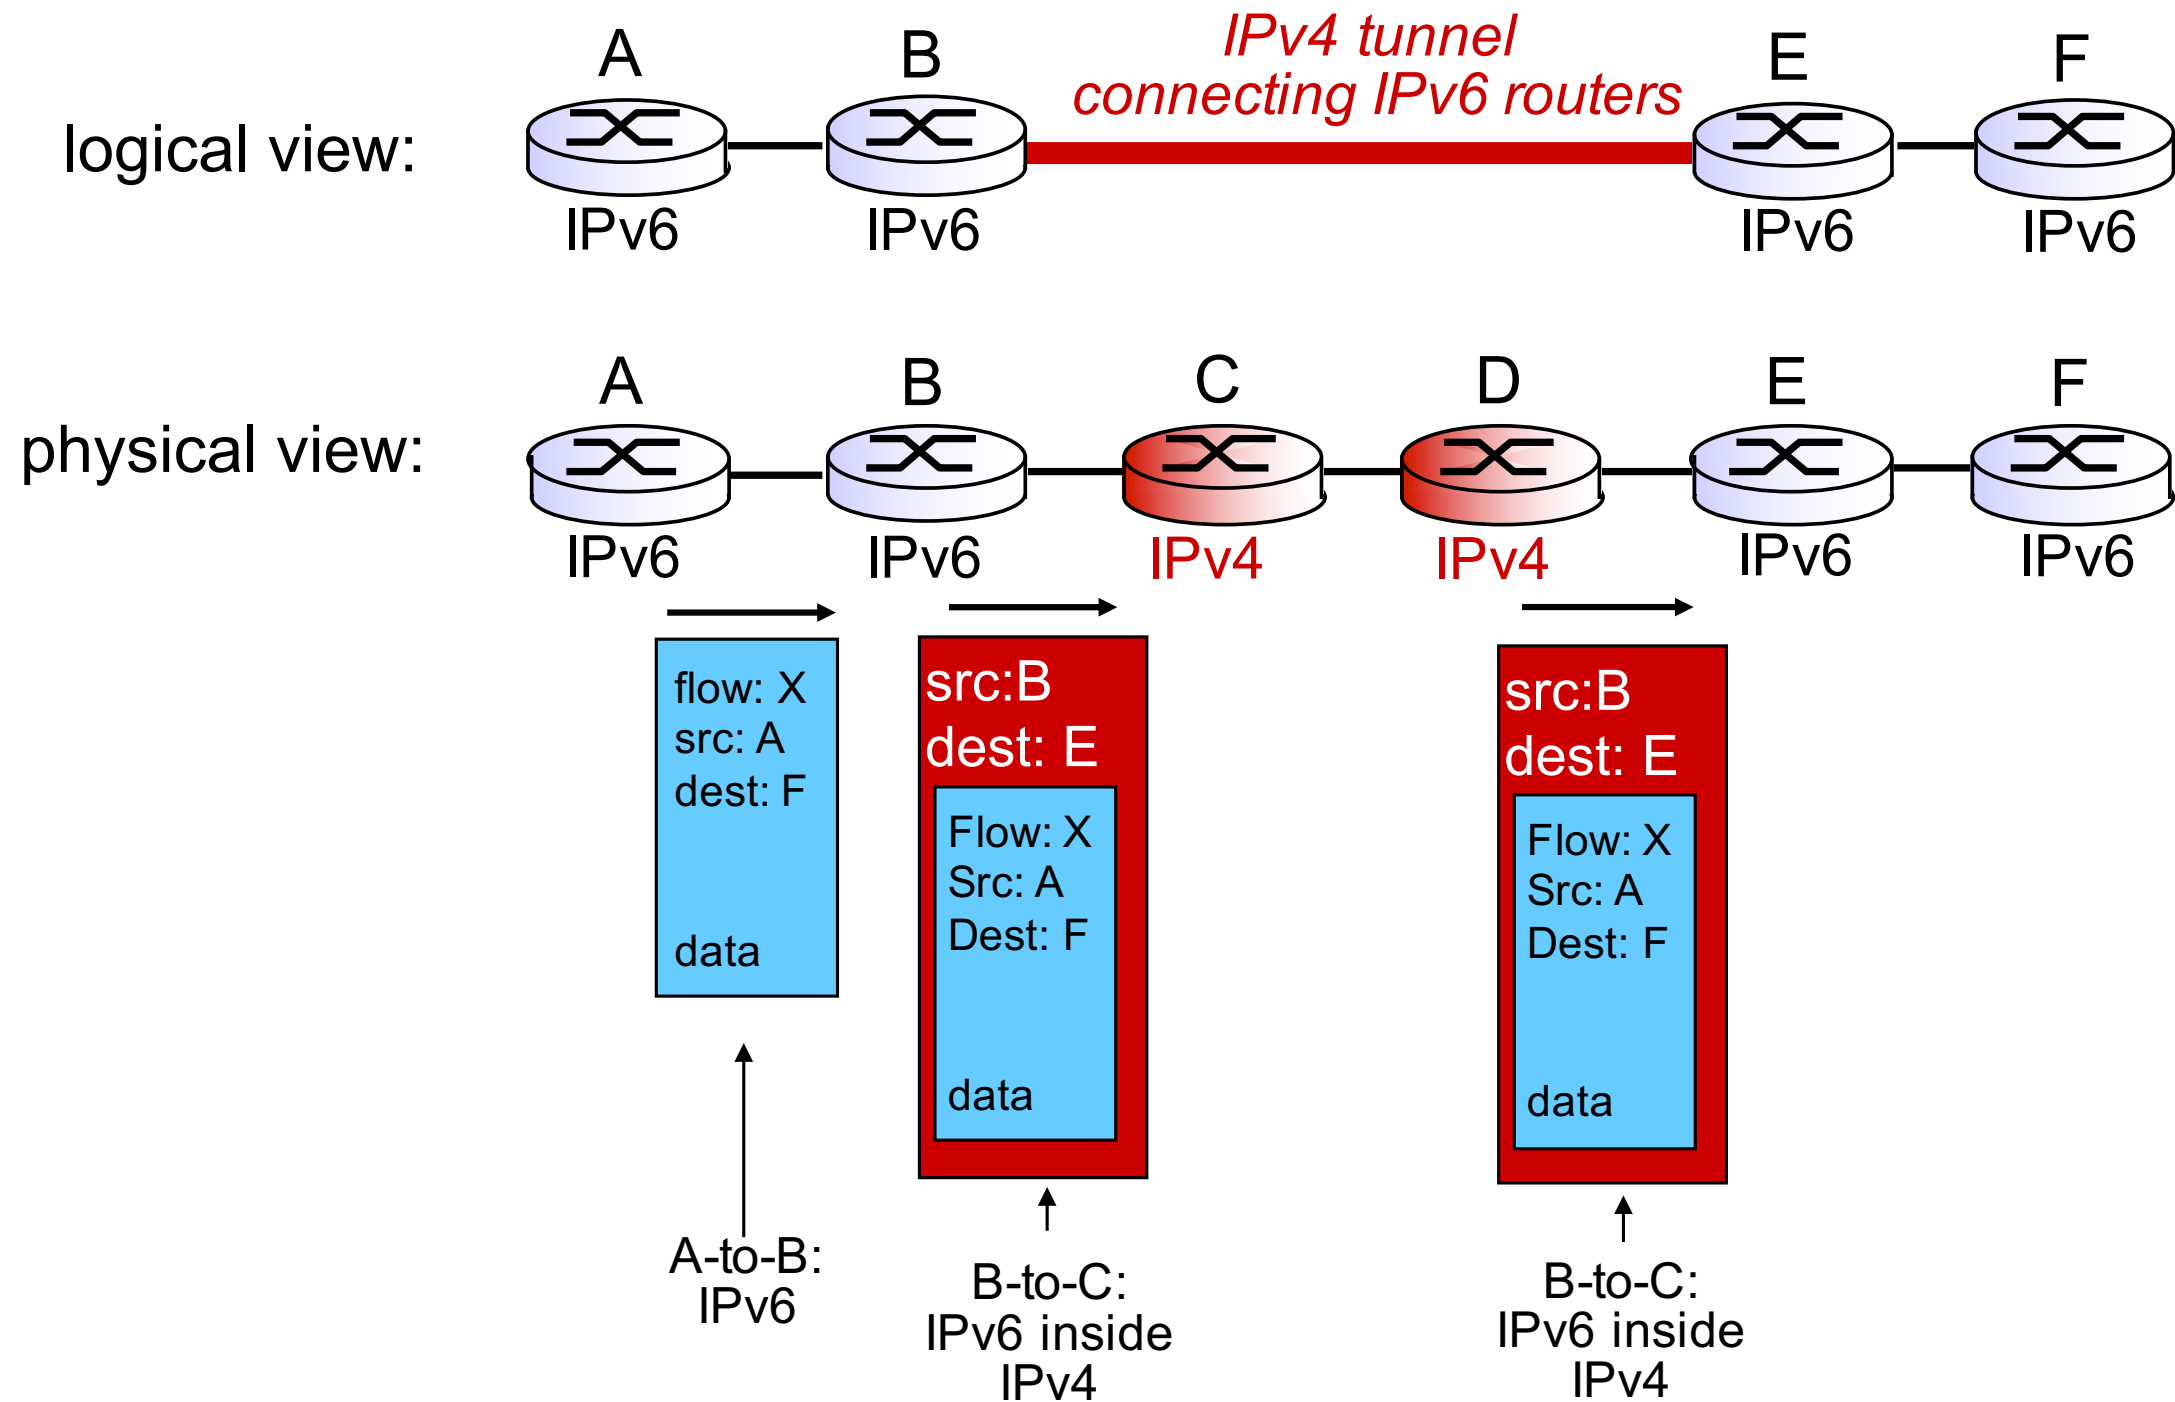 A
B
IPv4 tunnel
connecting IPv6 routers
E
F
logical view:
IPv6
IPv6
IPv6
IPv6
A
B
C
D
E
F
physical view:
IPv6
IPv6
IPv4
IPv4
IPv6
IPv6
flow: X
src: A
dest: F
data
src:B
dest: E
Flow: X
Src: A
Dest: F
data
src:B
dest: E
Flow: X
Src: A
Dest: F
data
A-to-B:
IPv6
B-to-C:
IPv6 inside
IPv4
B-to-C:
IPv6 inside
IPv4